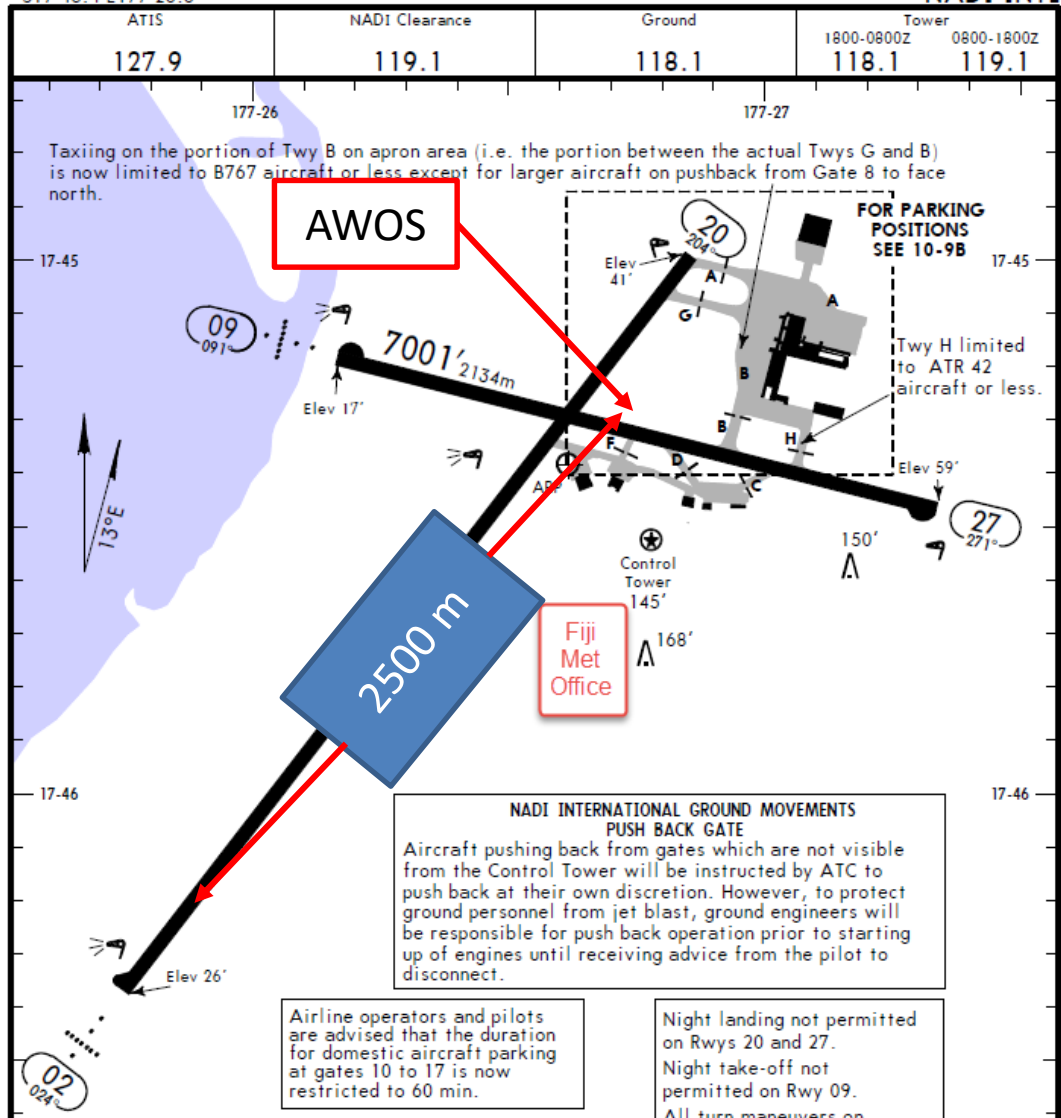 ATIS
127.9
NADI Clearance
119.1
Ground
118.1
Tower
1800-0800Z 0800-1800Z
118.1 119.1
177-26
177-27
Taxiing on the portion of Twy B on apron area (i.e. the portion between the actual Twys G and B)
is now limited to B767 aircraft or less except for larger aircraft on pushback from Gate 8 to face
north.
AWOS
FOR PARKING
POSITIONS
SEE 10-9B
20
204°
Elev
41'
A
G
A
17-45
17-45
09
091°
7001' 2134m
Elev 17'
B
Twy H limited
to ATR 42
aircraft or less.
B
H
F
D
C
Elev 59'
27
271°
13°E
Control
Tower
145'
150'
168'
2500 m
Fiji
Met
Office
17-46
17-46
NADI INTERNATIONAL GROUND MOVEMENTS
PUSH BACK GATE
Aircraft pushing back from gates which are not visible
from the Control Tower will be instructed by ATC to
push back at their own discretion. However, to protect
ground personnel from jet blast, ground engineers will
be responsible for push back operation prior to starting
up of engines until receiving advice from the pilot to
disconnect.
Elev 26'
02
024°
Airline operators and pilots
are advised that the duration
for domestic aircraft parking
at gates 10 to 17 is now
restricted to 60 min.
Night landing not permitted
on Rwys 20 and 27.
Night take-off not
permitted on Rwy 09.
All turn maneuvers on